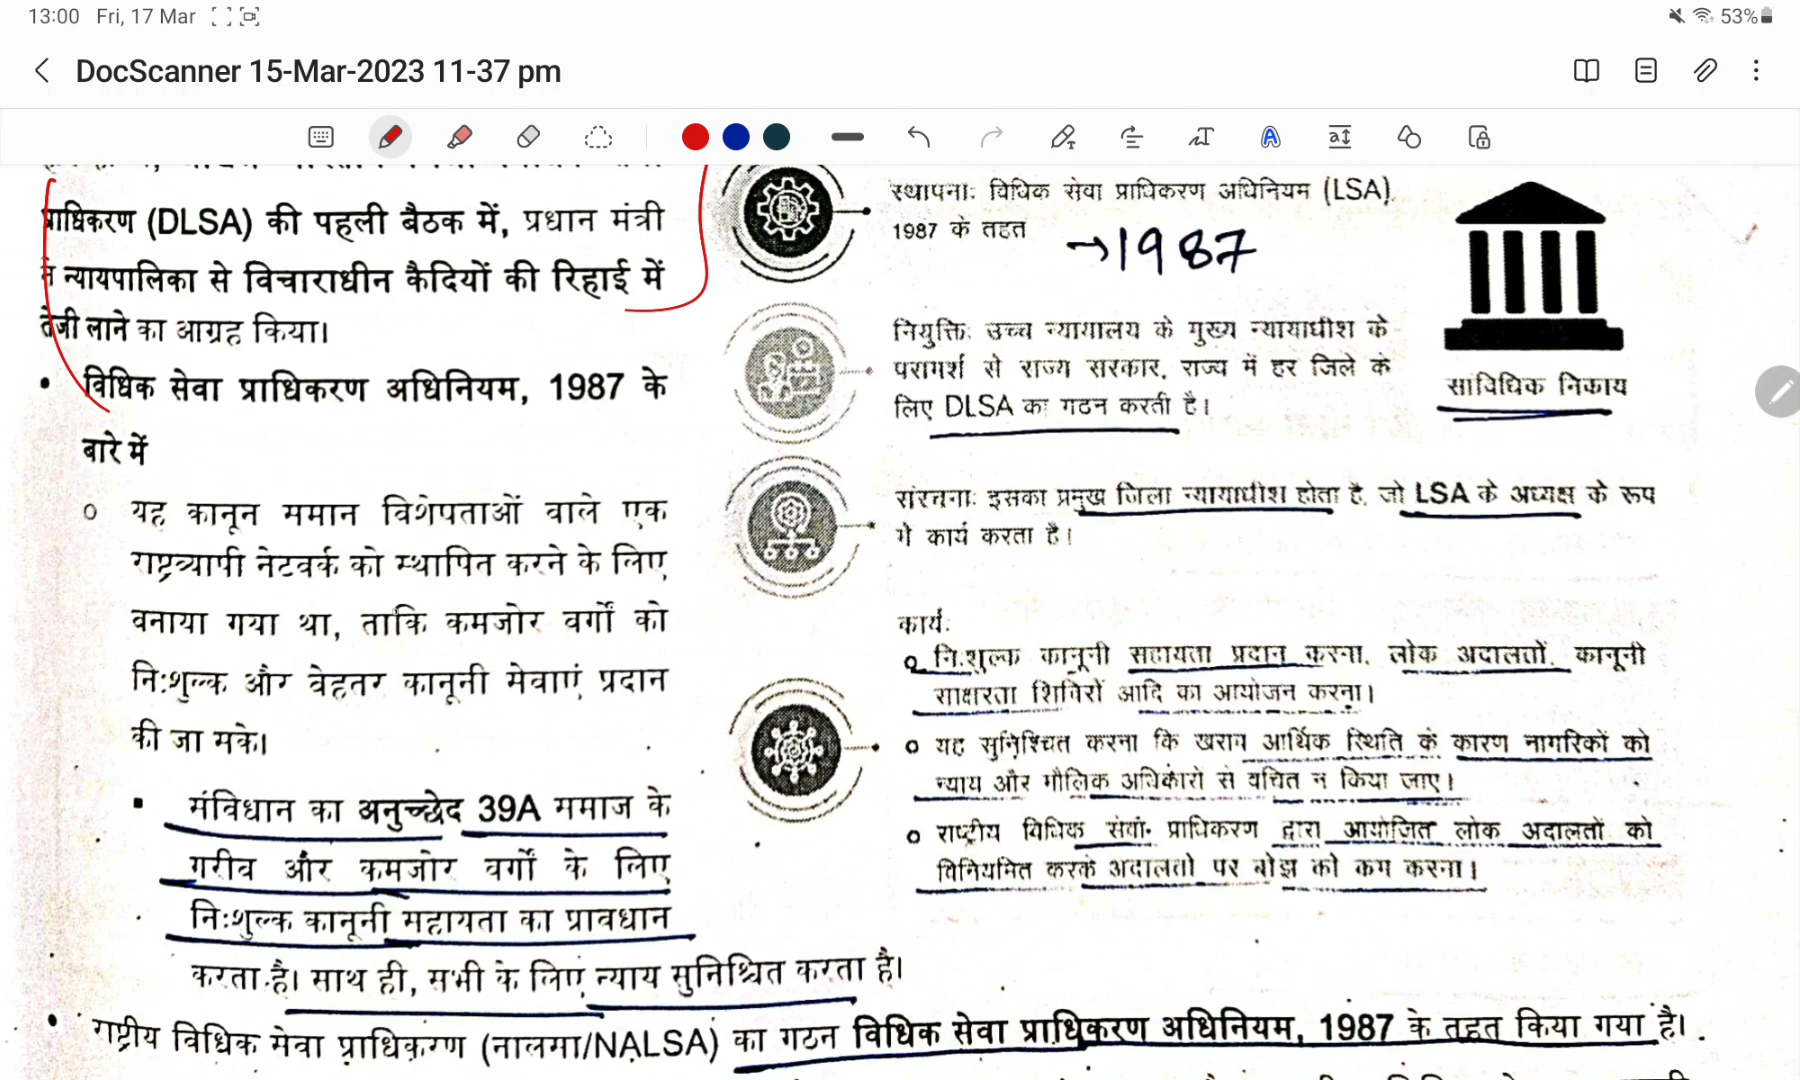 13:00 Fri, 17 Mar
53%
DocScanner 15-Mar-2023 11-37 pm
प्राधिकरण (DLSA) की पहली बैठक में, प्रधान मंत्री
ने न्यायपालिका से विचाराधीन कैदियों की रिहाई में
तेजी लाने का आग्रह किया।
• विधिक सेवा प्राधिकरण अधिनियम, 1987 के
बारे में
o यह कानून समान विशेषताओं वाले एक
राष्ट्रव्यापी नेटवर्क को स्थापित करने के लिए
बनाया गया था, ताकि कमजोर वर्गों को
नि:शुल्क और बेहतर कानूनी सेवाएं प्रदान
की जा सके।
▪ संविधान का अनुच्छेद 39A समाज के
गरीब और कमजोर वर्गों के लिए
नि:शुल्क कानूनी सहायता का प्रावधान
करता है। साथ ही, सभी के लिए न्याय सुनिश्चित करता है।
• राष्ट्रीय विधिक सेवा प्राधिकरण (नालसा/NALSA) का गठन विधिक सेवा प्राधिकरण अधिनियम, 1987 के तहत किया गया है।
स्थापना: विधिक सेवा प्राधिकरण अधिनियम (LSA),
1987 के तहत
→1987
नियुक्ति: उच्च न्यायालय के मुख्य न्यायाधीश के
परामर्श से राज्य सरकार, राज्य में हर जिले के
लिए DLSA का गठन करती है।
सांविधिक निकाय
संरचना: इसका प्रमुख जिला न्यायाधीश होता है, जो LSA के अध्यक्ष के रूप
में कार्य करता है।
कार्य:
o नि:शुल्क कानूनी सहायता प्रदान करना, लोक अदालतों, कानूनी
साक्षरता शिविरों आदि का आयोजन करना।
o यह सुनिश्चित करना कि खराब आर्थिक स्थिति के कारण नागरिकों को
न्याय और मौलिक अधिकारों से वंचित न किया जाए।
o राष्ट्रीय विधिक सेवा प्राधिकरण द्वारा आयोजित लोक अदालतों को
विनियमित करके अदालतों पर बोझ को कम करना।